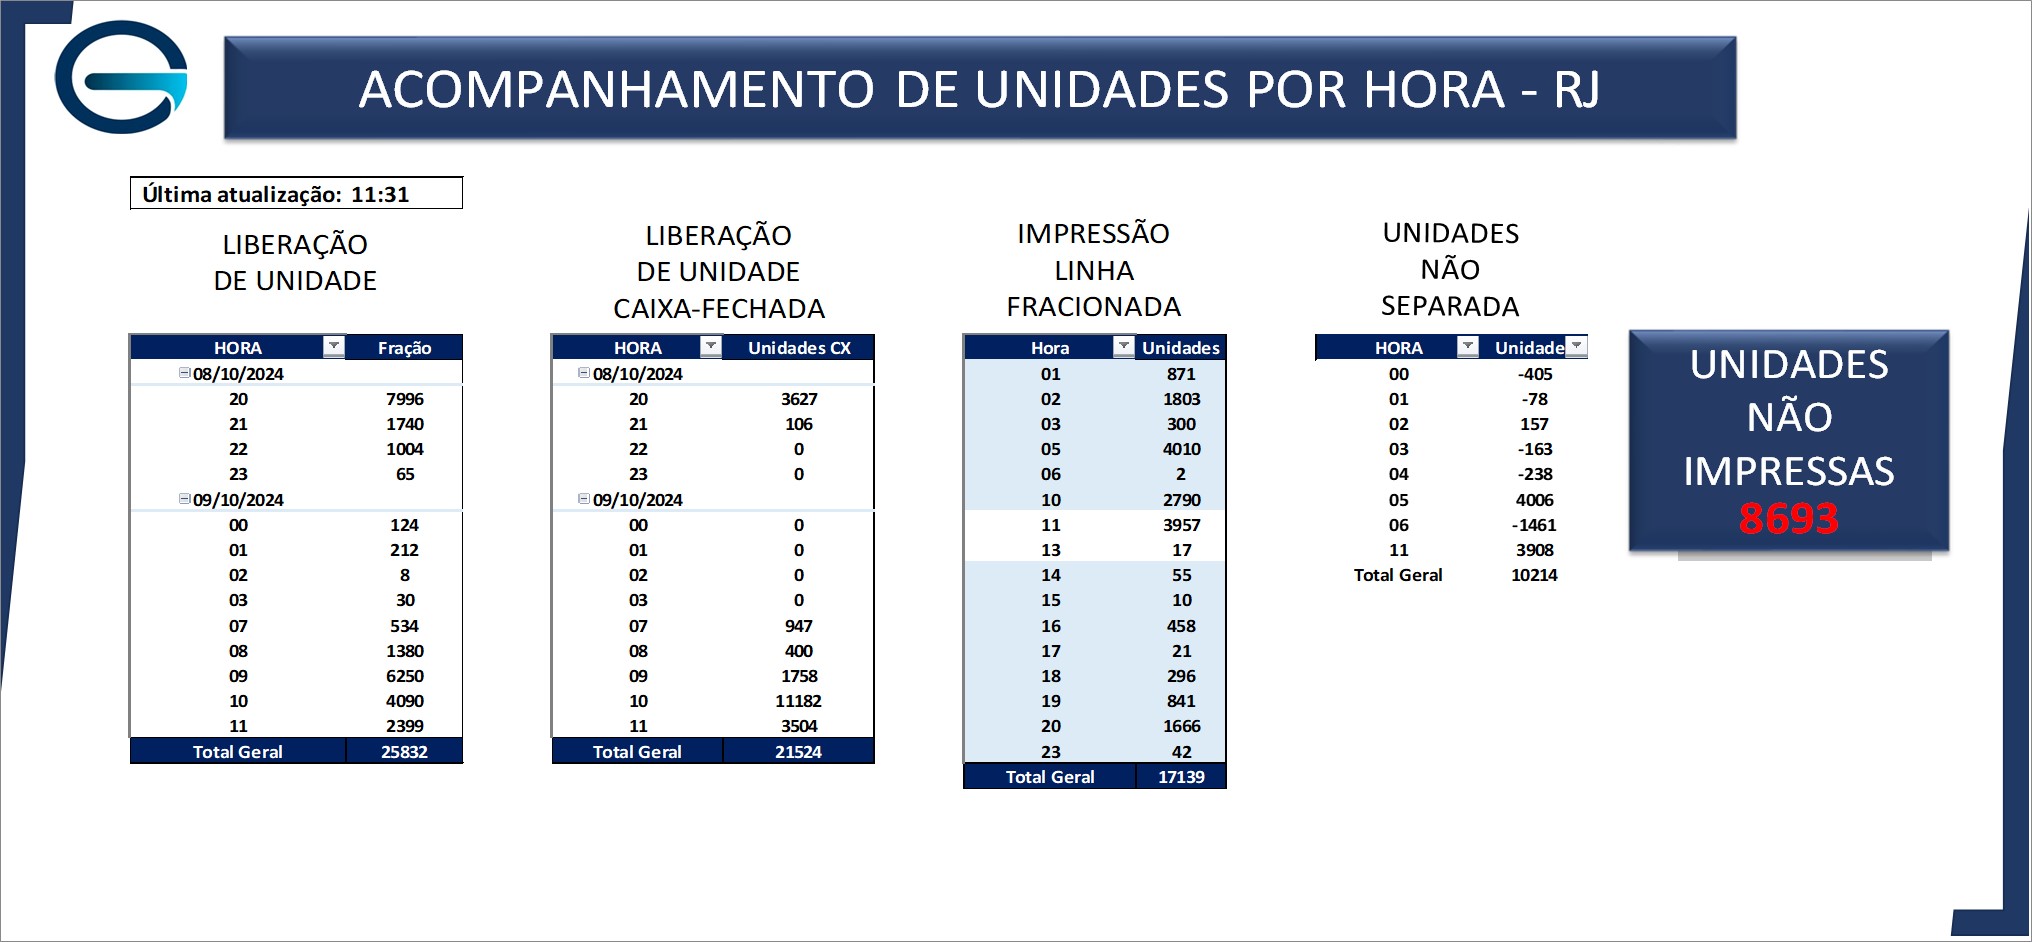 ACOMPANHAMENTO DE UNIDADES POR HORA - RJ
Última atualização: 11:31
LIBERAÇÃO
DE UNIDADE
HORA Fração
08/10/2024
20 7996
21 1740
22 1004
23 65
09/10/2024
00 124
01 212
02 8
03 30
07 534
08 1380
09 6250
10 4090
11 2399
Total Geral 25832
LIBERAÇÃO
DE UNIDADE
CAIXA-FECHADA
HORA Unidades CX
08/10/2024
20 3627
21 106
22 0
23 0
09/10/2024
00 0
01 0
02 0
03 0
07 947
08 400
09 1758
10 11182
11 3504
Total Geral 21524
IMPRESSÃO
LINHA
FRACIONADA
Hora Unidades
01 871
02 1803
03 300
05 4010
06 2
10 2790
11 3957
13 17
14 55
15 10
16 458
17 21
18 296
19 841
20 1666
23 42
Total Geral 17139
UNIDADES
NÃO
SEPARADA
HORA Unidade
00 -405
01 -78
02 157
03 -163
04 -238
05 4006
06 -1461
11 3908
Total Geral 10214
UNIDADES
NÃO
IMPRESSAS
8693